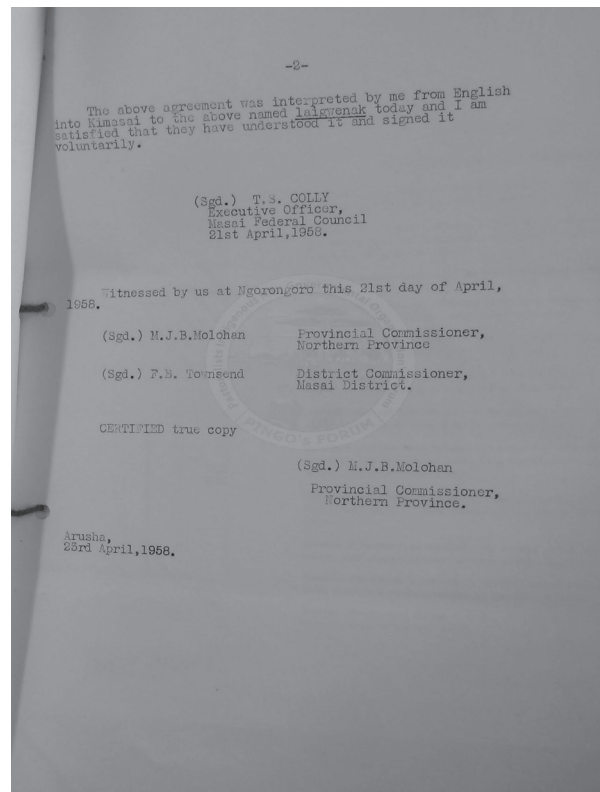 -2-
The above agreement was interpreted by me from English
into Kimasai to the above named laigwenak today and I am
satisfied that they have understood it and signed it
voluntarily.
(Sgd.) T.S. COLLY
Executive Officer,
Masai Federal Council
21st April,1958.
Witnessed by us at Ngorongoro this 21st day of April,
1958.
(Sgd.) M.J.B.Molohan Provincial Commissioner,
Northern Province
(Sgd.) F.B. Townsend District Commissioner,
Masai District.
CERTIFIED true copy
(Sgd.) M.J.B.Molohan
Provincial Commissioner,
Northern Province.
Arusha,
23rd April,1958.
PINGO's FORUM